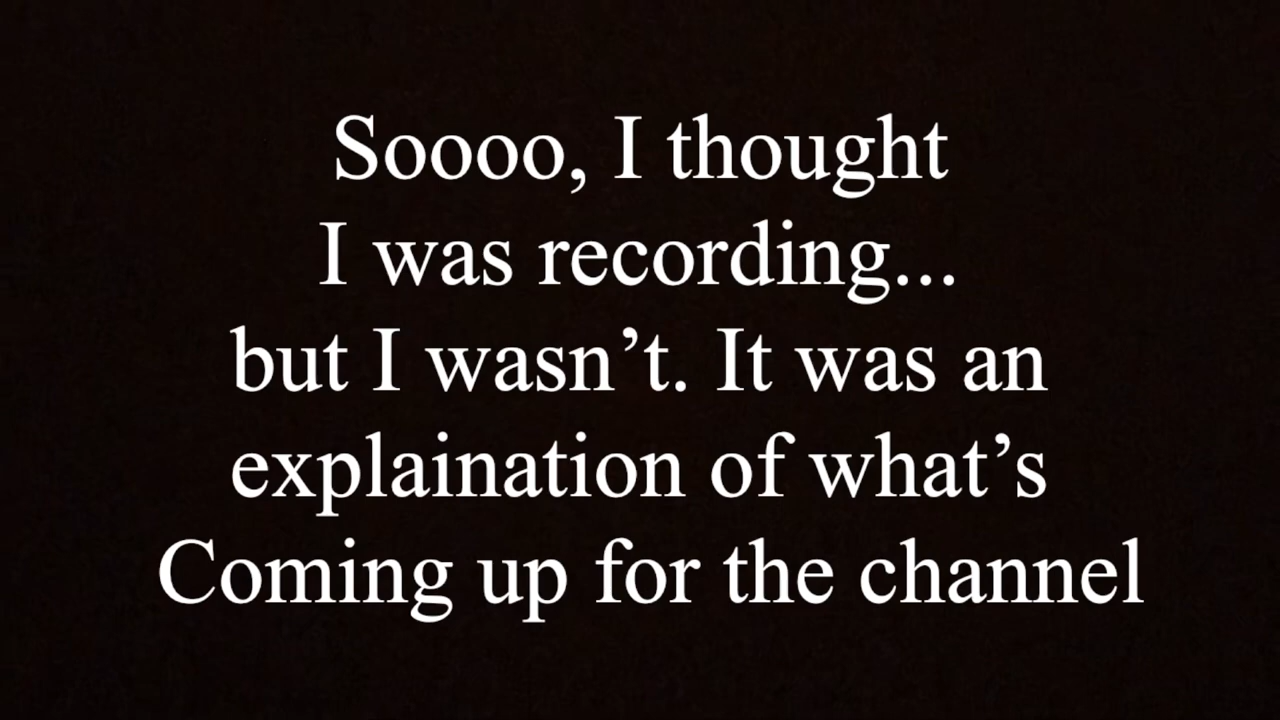 Soooo, I thought
I was recording...
but I wasn’t. It was an
explaination of what’s
Coming up for the channel